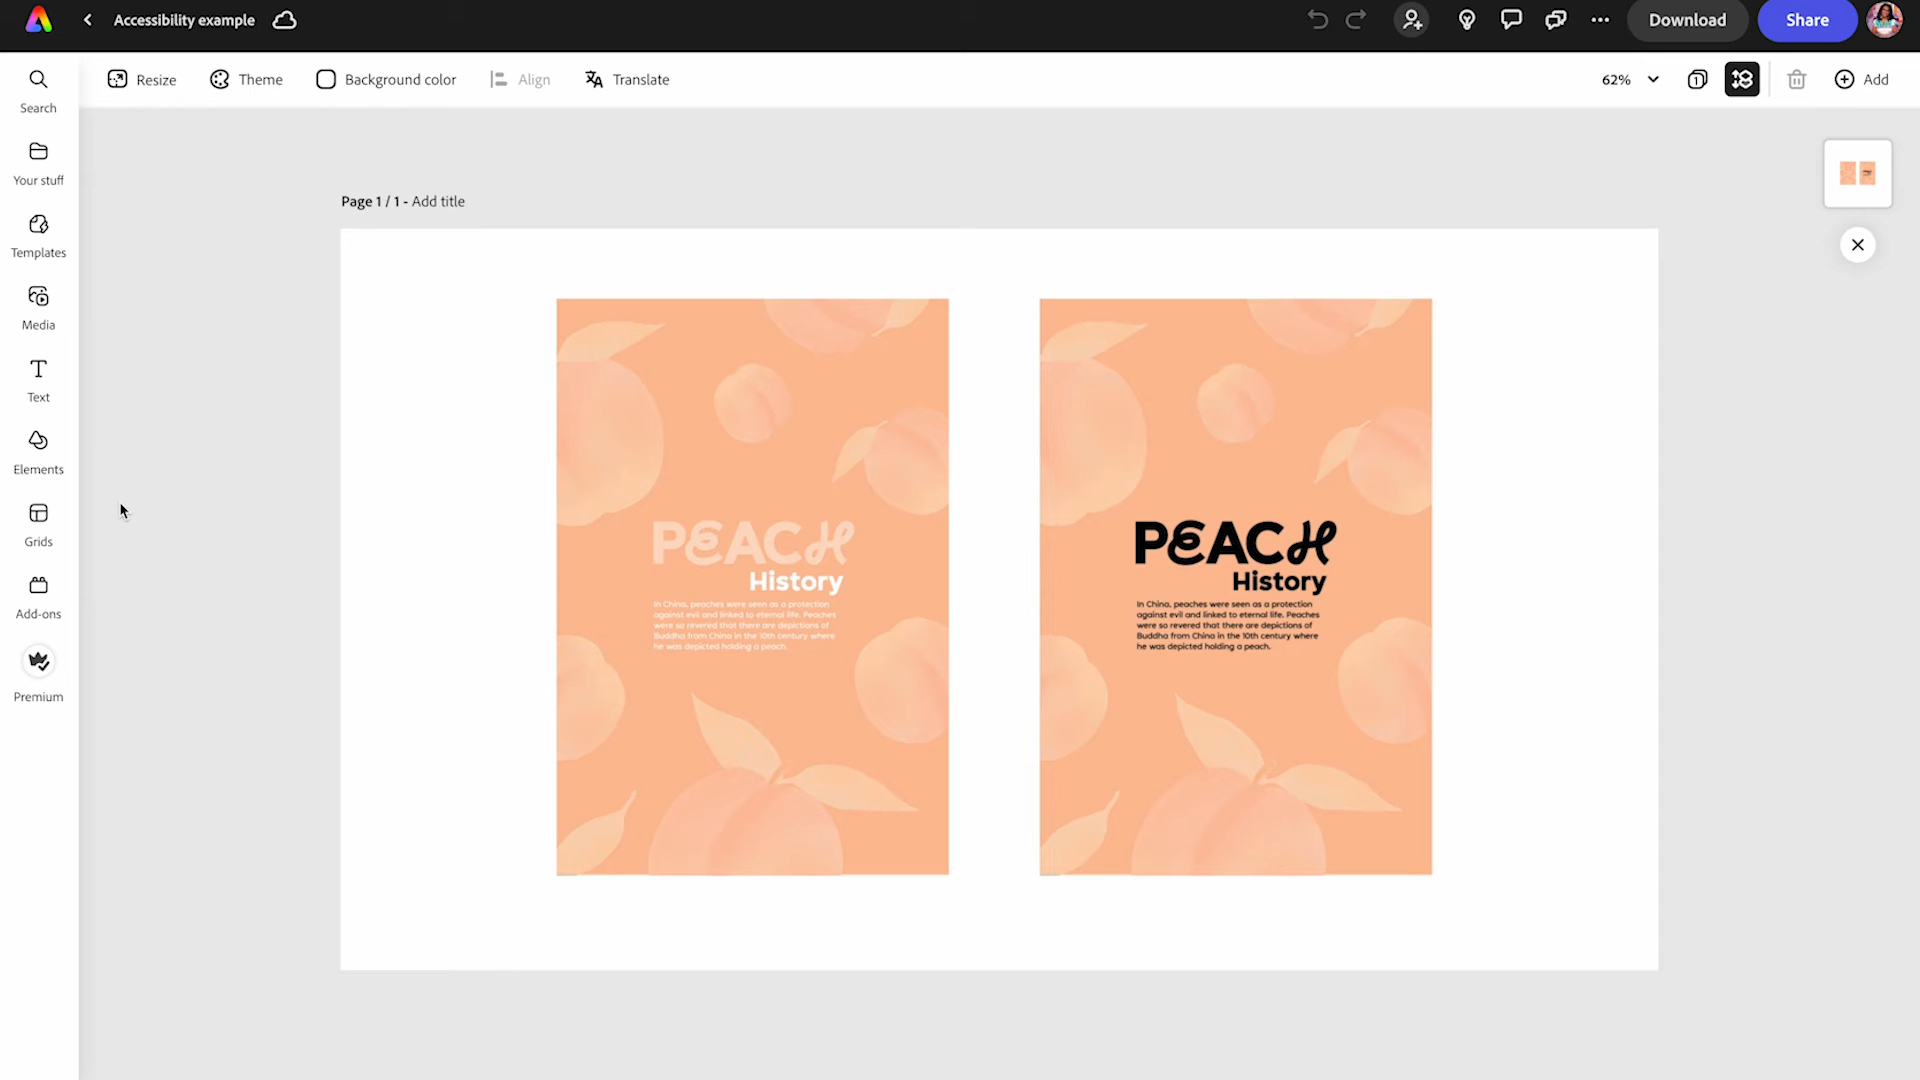 Accessibility example
Download
Share
Resize
Theme
Background color
Align
Translate
62%
1
Add
Search
Your stuff
Templates
Media
Text
Elements
Grids
Add-ons
Premium
Page 1 / 1 - Add title
PEACH
History
In China, peaches were seen as a protection
against evil and linked to eternal life. Peaches
were so revered that there are depictions of
Buddha from China in the 10th century where
he was depicted holding a peach.
PEACH
History
In China, peaches were seen as a protection
against evil and linked to eternal life. Peaches
were so revered that there are depictions of
Buddha from China in the 10th century where
he was depicted holding a peach.